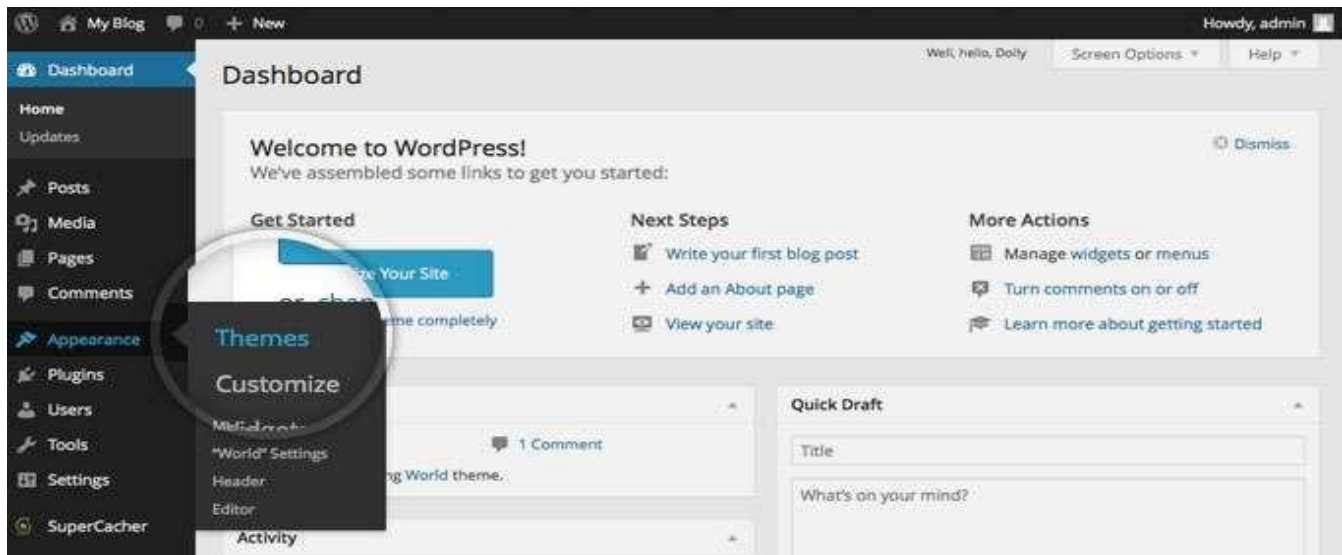 My Blog 0 + New Howdy, admin
Well, hello, Dolly Screen Options Help
Dashboard
Home
Updates
Posts
Media
Pages
Comments
Appearance
Plugins
Users
Tools
Settings
SuperCacher
Themes
Customize
"World" Settings
Header
Editor
Dashboard
Welcome to WordPress!
We've assembled some links to get you started:
Dismiss
Get Started
Your Site
or
completely
Next Steps
Write your first blog post
Add an About page
View your site
More Actions
Manage widgets or menus
Turn comments on or off
Learn more about getting started
1 Comment
World theme.
Activity
Quick Draft
Title
What's on your mind?